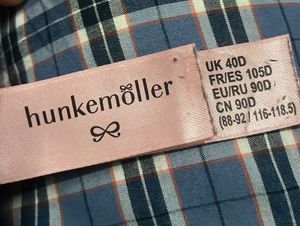 hunkemöller
UK 40D
FR/ES 105D
EU/RU 90D
CN 90D
(88-92 / 116-118.5)